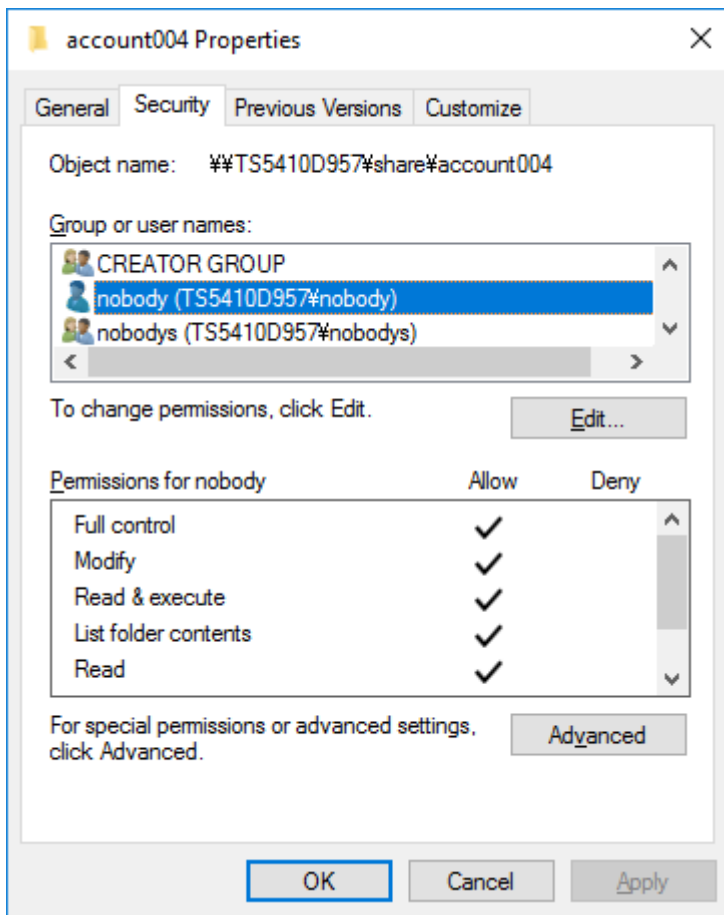 account004 Properties
General Security Previous Versions Customize
Object name: ¥¥TS5410D957¥share¥account004
Group or user names:
CREATOR GROUP
nobody (TS5410D957¥nobody)
nobodys (TS5410D957¥nobodys)
To change permissions, click Edit.
Edit...
Permissions for nobody Allow Deny
Full control
Modify
Read & execute
List folder contents
Read
For special permissions or advanced settings,
click Advanced.
Advanced
OK Cancel Apply